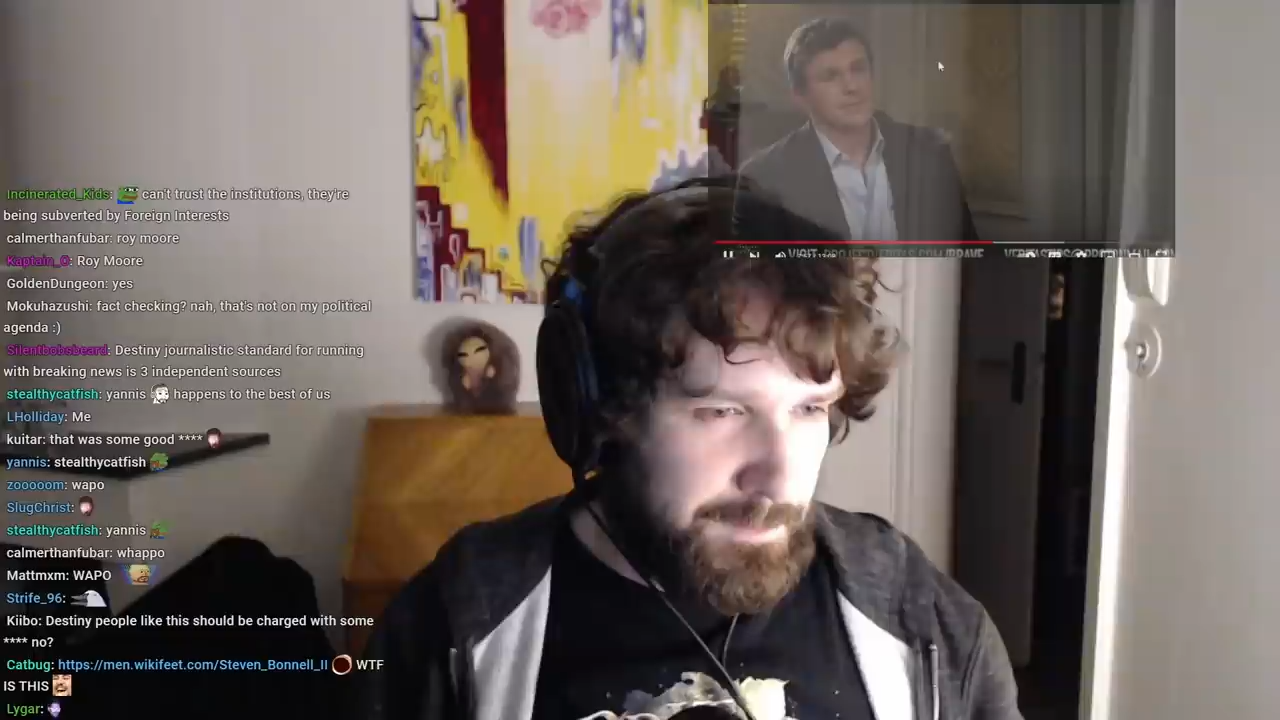 Incinerated_Kids: can't trust the institutions, they're
being subverted by Foreign Interests
calmerthanfubar: roy moore
Kaptain_O: Roy Moore
GoldenDungeon: yes
Mokuhazushi: fact checking? nah, that's not on my political
agenda :)
Silentbobsbeard: Destiny journalistic standard for running
with breaking news is 3 independent sources
stealthycatfish: yannis happens to the best of us
LHolliday: Me
kuitar: that was some good ****
yannis: stealthycatfish
zooooom: wapo
SlugChrist:
stealthycatfish: yannis
calmerthanfubar: whappo
Mattmxm: WAPO
Strife_96:
Kiibo: Destiny people like this should be charged with some
**** no?
Catbug: https://men.wikifeet.com/Steven_Bonnell_II WTF
IS THIS
Lygar:
VISIT